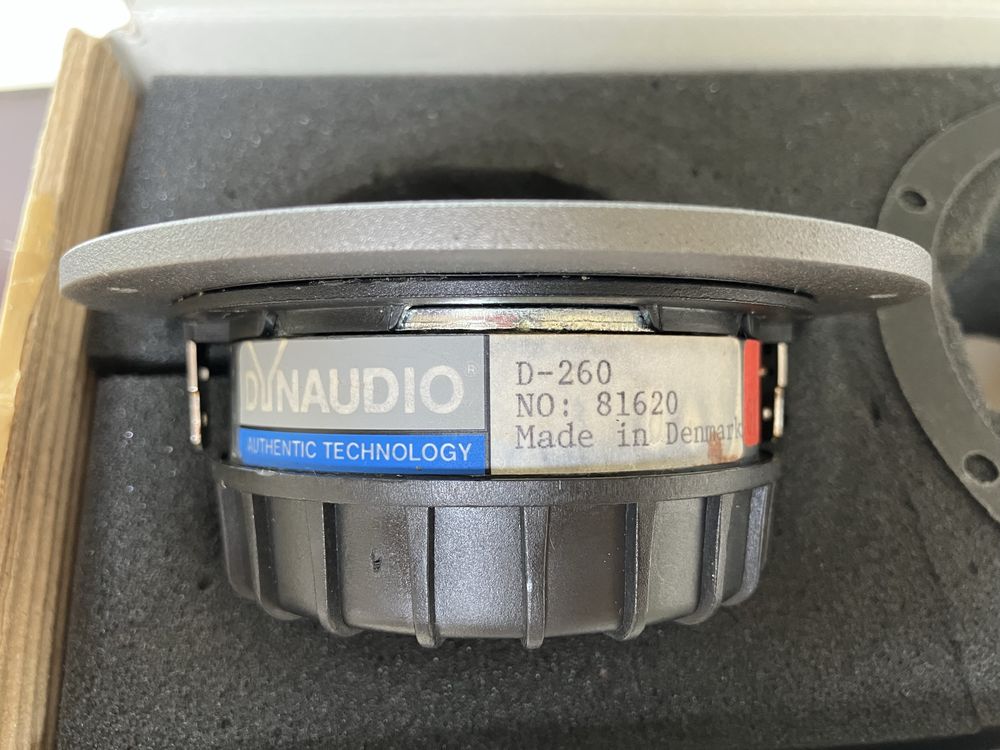 DYNAUDIO®
AUTHENTIC TECHNOLOGY
D-260
NO: 81620
Made in Denmark